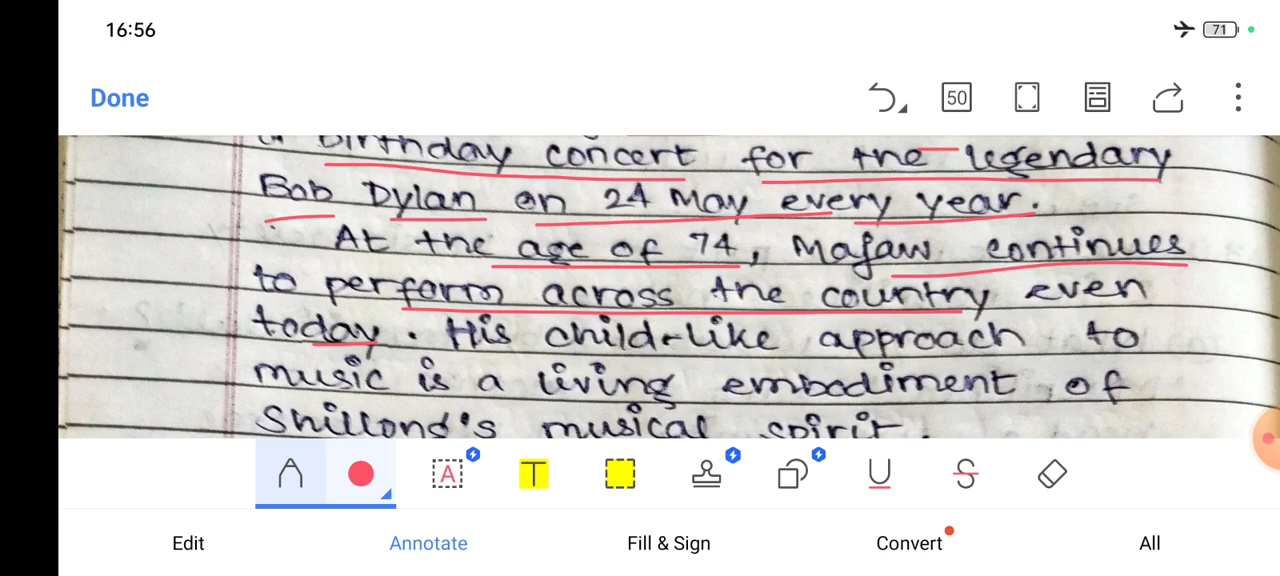 16:56
71
Done
50
a birthday concert for the legendary
Bob Dylan on 24 May every year.
At the age of 74, Majaw continues
to perform across the country even
today. His child-like approach to
music is a living embodiment of
Shillong's musical spirit.
A
T
U
S
Edit
Annotate
Fill & Sign
Convert
All